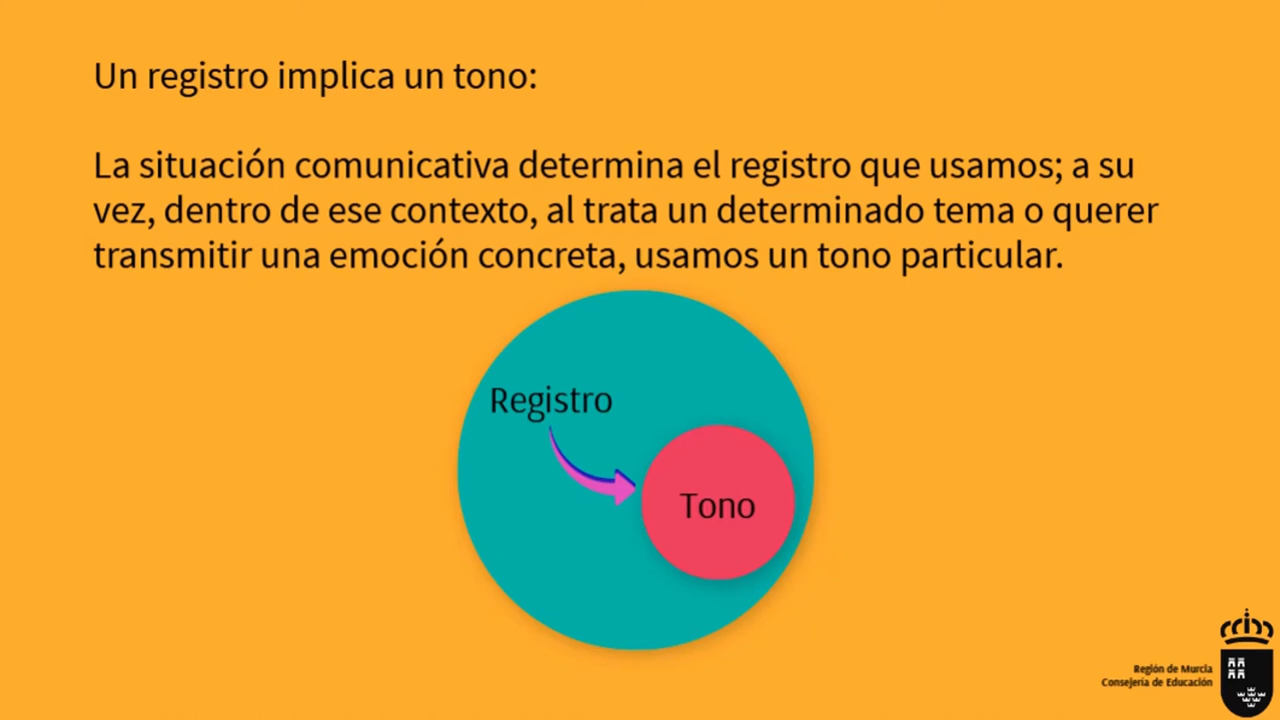 Un registro implica un tono:
La situación comunicativa determina el registro que usamos; a su
vez, dentro de ese contexto, al trata un determinado tema o querer
transmitir una emoción concreta, usamos un tono particular.
Registro
Tono
Región de Murcia
Consejería de Educación